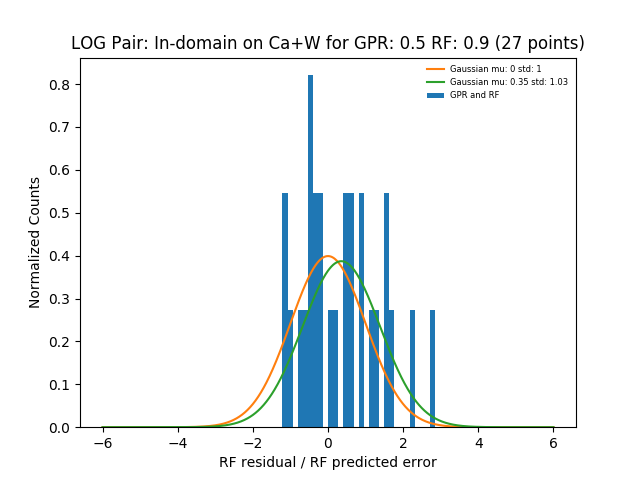 LOG Pair: In-domain on Ca+W for GPR: 0.5 RF: 0.9 (27 points)
Gaussian mu: 0 std: 1
Gaussian mu: 0.35 std: 1.03
GPR and RF
Normalized Counts
0.8
0.7
0.6
0.5
0.4
0.3
0.2
0.1
0.0
−6 −4 −2 0 2 4 6
RF residual / RF predicted error